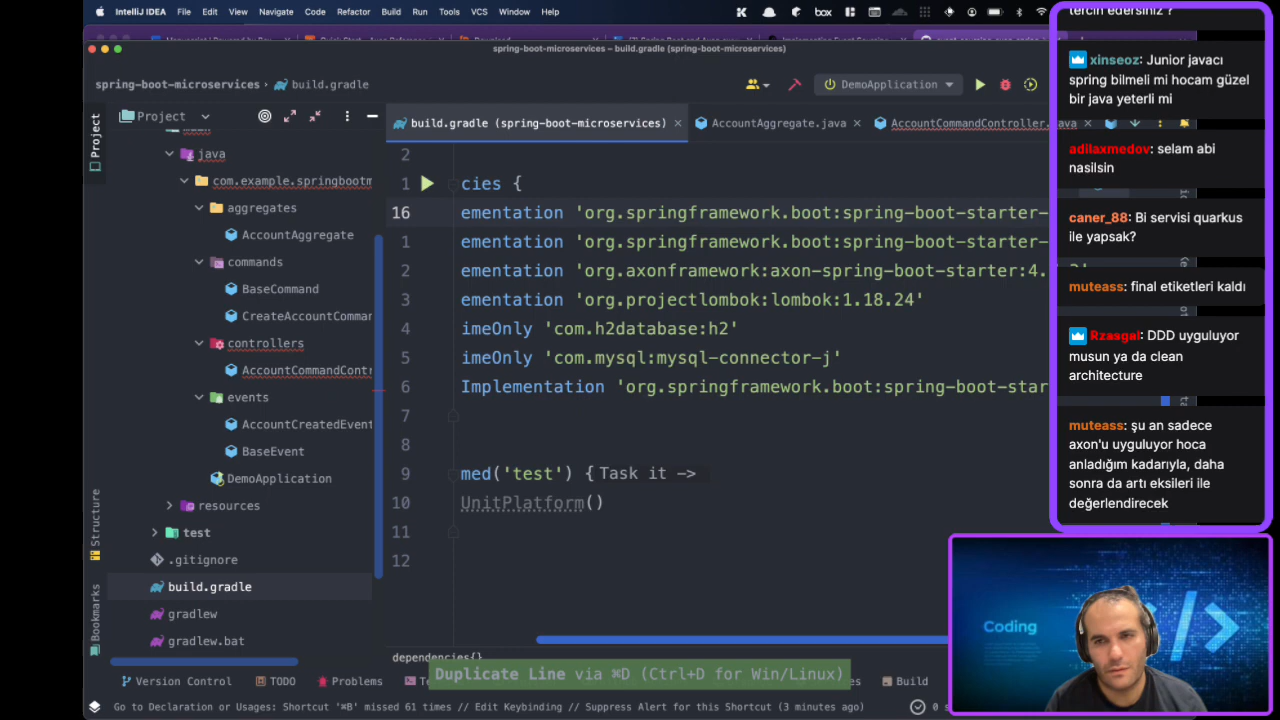 IntelliJ IDEA File Edit View Navigate Code Refactor Build Run Tools VCS Window Help
box
spring-boot-microservices – build.gradle (spring-boot-microservices)
spring-boot-microservices › build.gradle
DemoApplication
Project
Project
build.gradle (spring-boot-microservices)
AccountAggregate.java
AccountCommandController.java
java
com.example.springbootm
aggregates
AccountAggregate
commands
BaseCommand
CreateAccountComman
controllers
AccountCommandContr
events
AccountCreatedEvent
BaseEvent
DemoApplication
resources
test
.gitignore
build.gradle
gradlew
gradlew.bat
Structure
Bookmarks
2
1 cies {
16 ementation 'org.springframework.boot:spring-boot-starter-
1 ementation 'org.springframework.boot:spring-boot-starter-
2 ementation 'org.axonframework:axon-spring-boot-starter:4.
3 ementation 'org.projectlombok:lombok:1.18.24'
4 imeOnly 'com.h2database:h2'
5 imeOnly 'com.mysql:mysql-connector-j'
6 Implementation 'org.springframework.boot:spring-boot-star
7
8
9 med('test') { Task it ->
10 UnitPlatform()
11
12
dependencies{}
Duplicate Line via ⌘D (Ctrl+D for Win/Linux)
Version Control TODO Problems Build
Go to Declaration or Usages: Shortcut '⌘B' missed 61 times // Edit Keybinding // Suppress Alert for this Shortcut (3 minutes ago)
tercih edersiniz ?
xinseoz: Junior javacı
spring bilmeli mi hocam güzel
bir java yeterli mi
adilaxmedov: selam abi
nasilsin
caner_88: Bi servisi quarkus
ile yapsak?
muteass: final etiketleri kaldı
Rzasgal: DDD uyguluyor
musun ya da clean
architecture
muteass: şu an sadece
axon'u uyguluyor hoca
anladığım kadarıyla, daha
sonra da artı eksileri ile
değerlendirecek
Coding